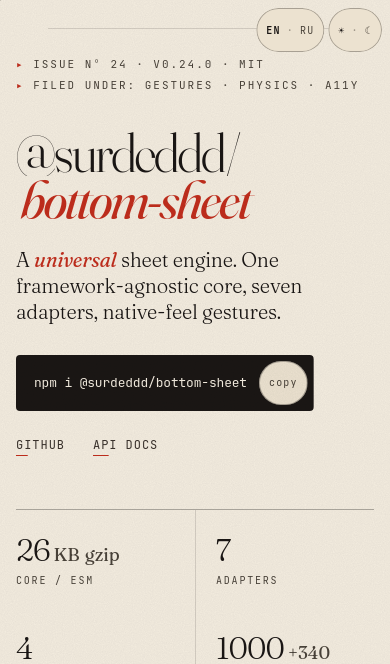 EN · RU
▸ ISSUE N° 24 · V0.24.0 · MIT
▸ FILED UNDER: GESTURES · PHYSICS · A11Y
@surdeddd/
bottom-sheet
A universal sheet engine. One
framework-agnostic core, seven
adapters, native-feel gestures.
npm i @surdeddd/bottom-sheet copy
GITHUB API DOCS
26 KB gzip
CORE / ESM
7
ADAPTERS
4
1000 +340